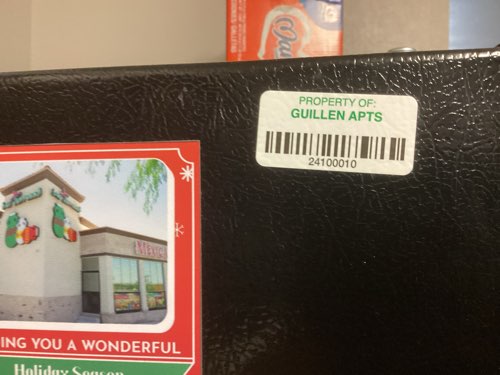 PROPERTY OF:
GUILLEN APTS
24100010
ING YOU A WONDERFUL
Holiday Season